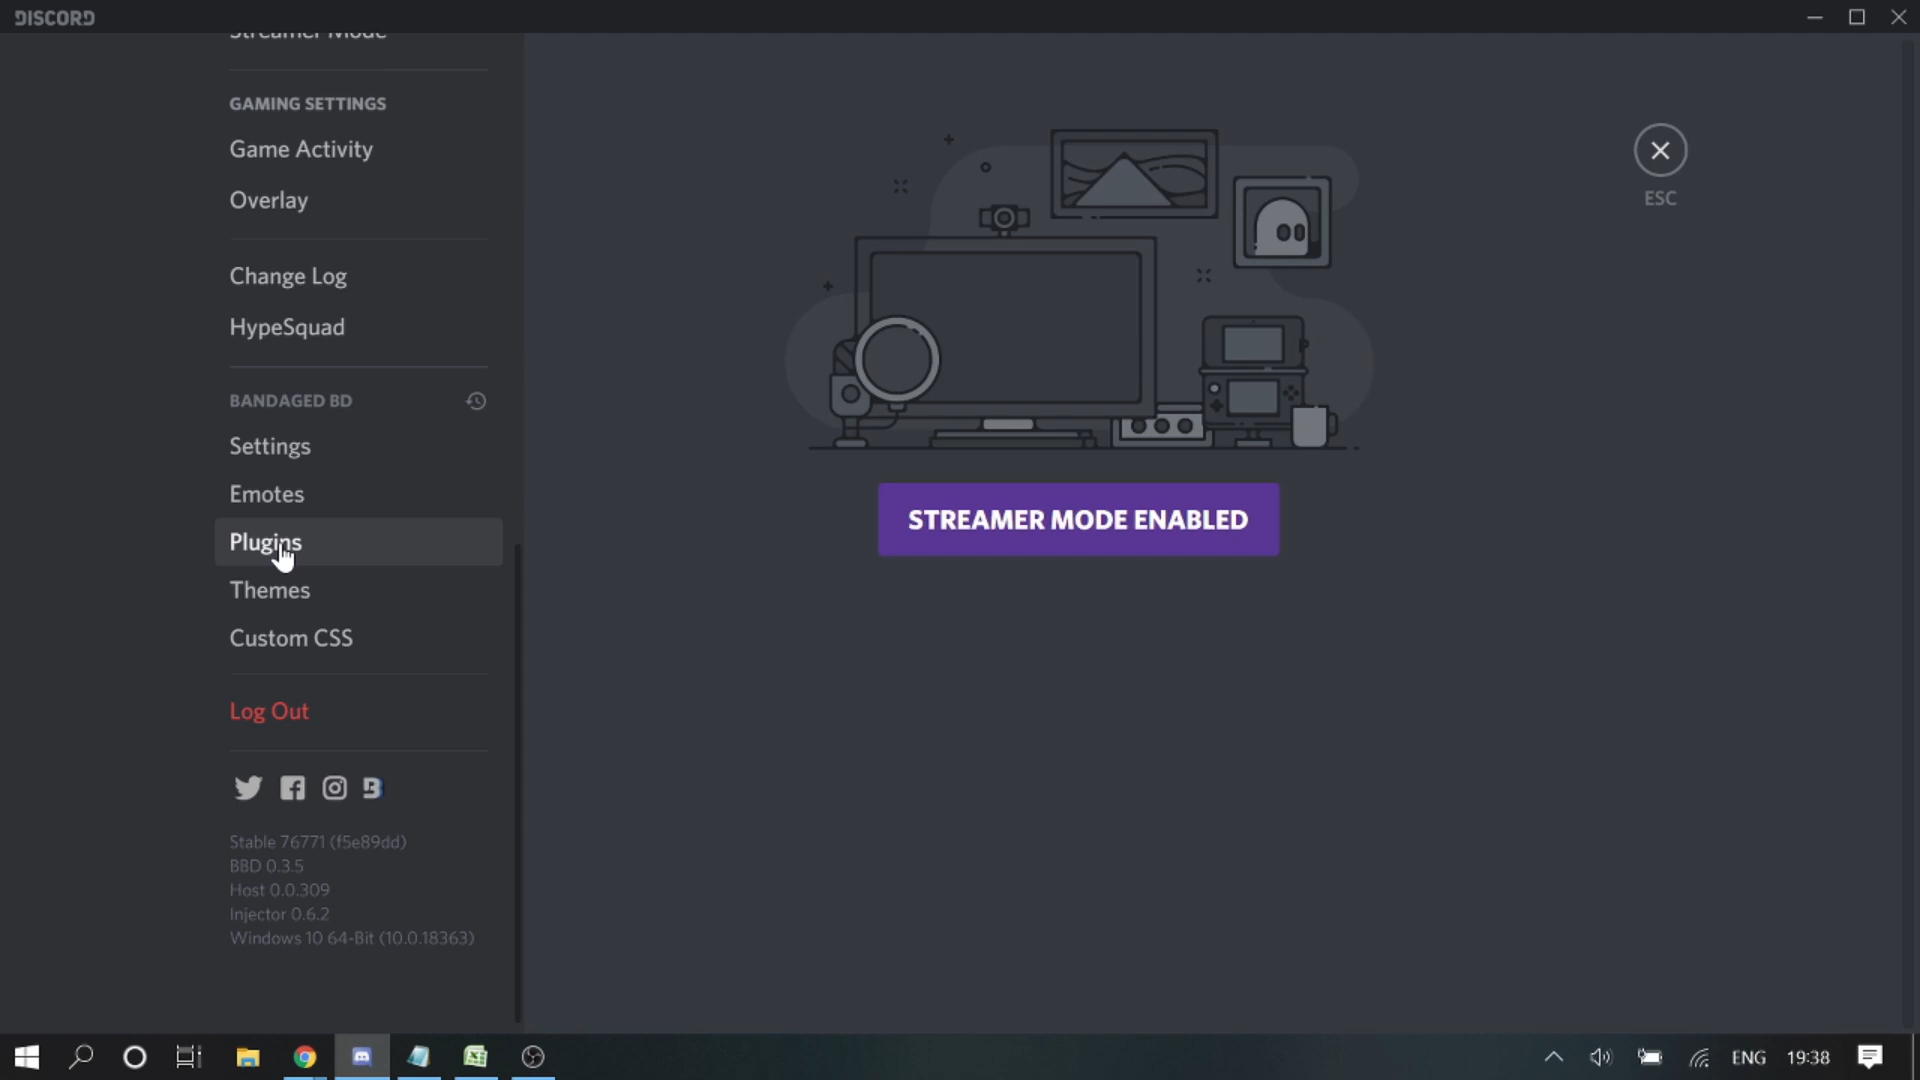 DISCORD
Streamer Mode
GAMING SETTINGS
Game Activity
Overlay
Change Log
HypeSquad
BANDAGED BD
Settings
Emotes
Plugins
Themes
Custom CSS
Log Out
Stable 76771 (f5e89dd)
BBD 0.3.5
Host 0.0.309
Injector 0.6.2
Windows 10 64-Bit (10.0.18363)
STREAMER MODE ENABLED
ESC
ENG
19:38